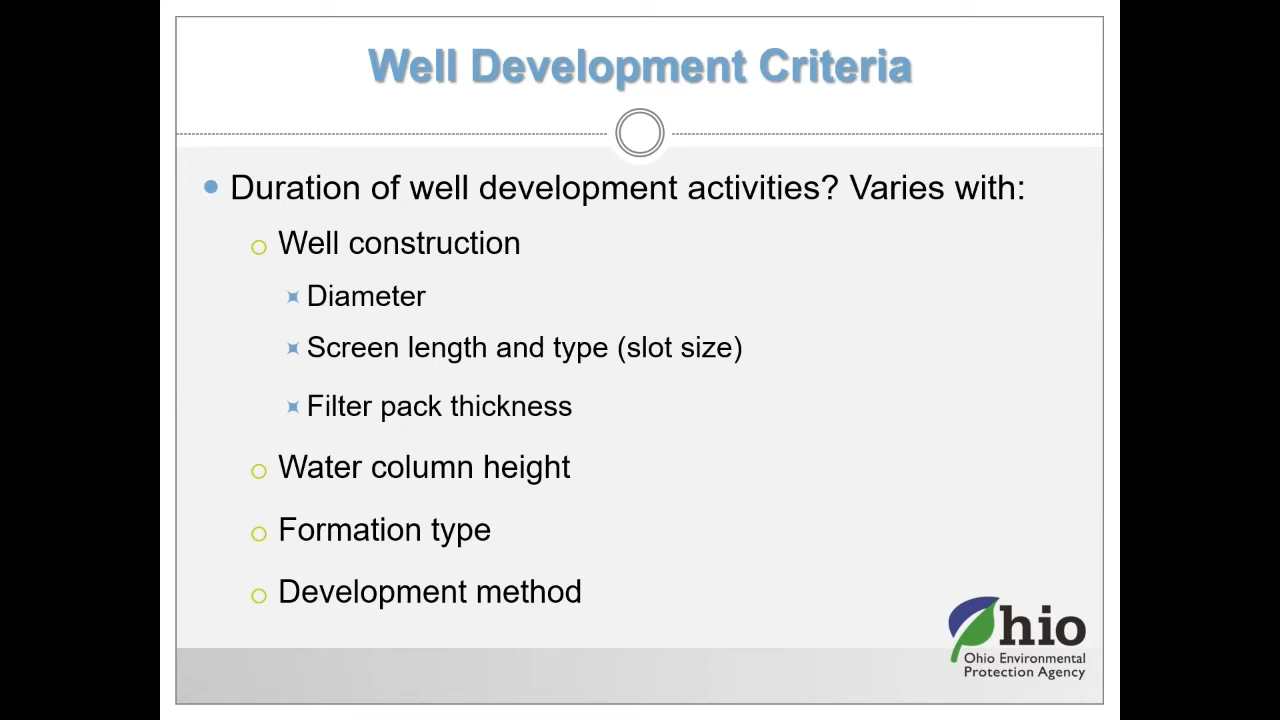 Well Development Criteria
Duration of well development activities? Varies with:
Well construction
Diameter
Screen length and type (slot size)
Filter pack thickness
Water column height
Formation type
Development method
Ohio
Ohio Environmental
Protection Agency